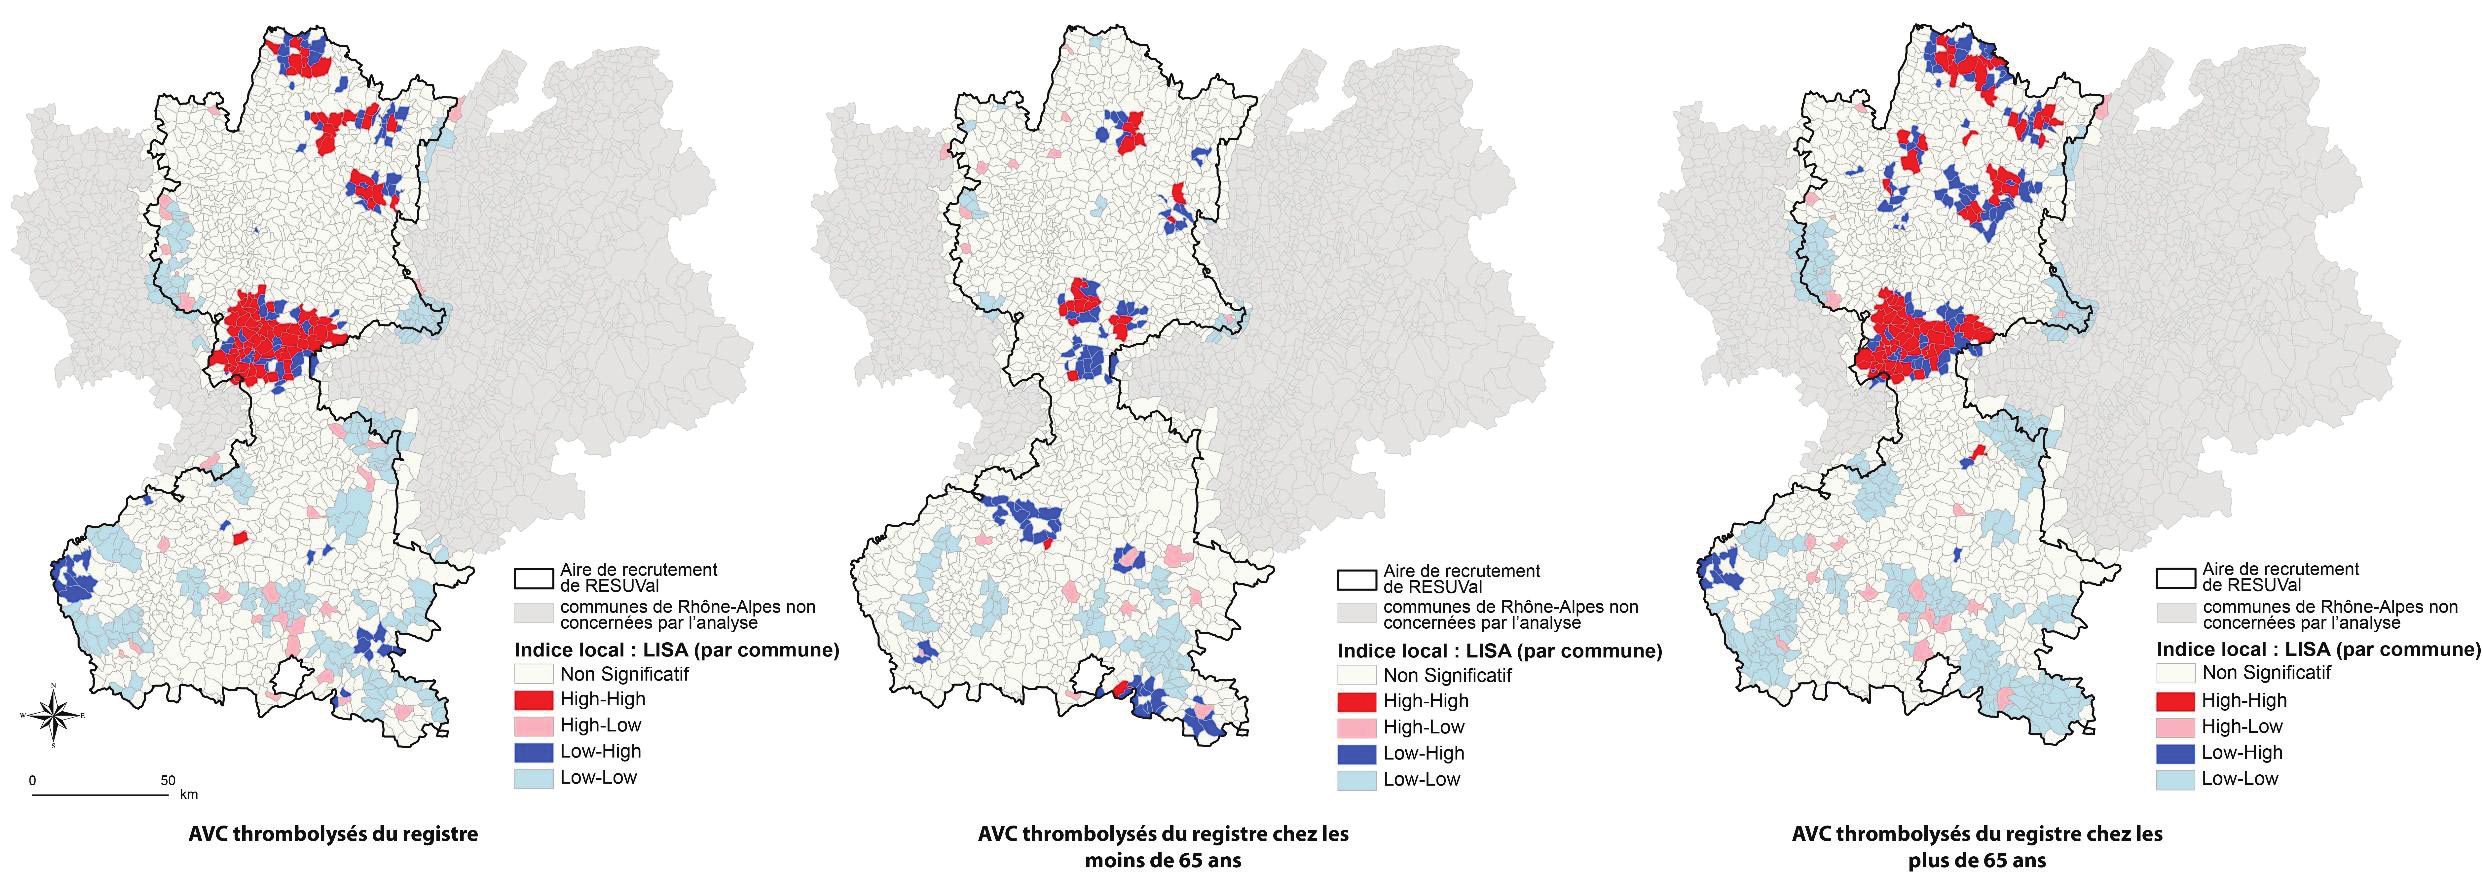 Aire de recrutement
de RESUVal
communes de Rhône-Alpes non
concernées par l'analyse
Indice local : LISA (par commune)
Non Significatif
High-High
High-Low
Low-High
Low-Low
N
W
E
S
0
50
km
AVC thrombolysés du registre
Aire de recrutement
de RESUVal
communes de Rhône-Alpes non
concernées par l'analyse
Indice local : LISA (par commune)
Non Significatif
High-High
High-Low
Low-High
Low-Low
AVC thrombolysés du registre chez les
moins de 65 ans
Aire de recrutement
de RESUVal
communes de Rhône-Alpes non
concernées par l'analyse
Indice local : LISA (par commune)
Non Significatif
High-High
High-Low
Low-High
Low-Low
AVC thrombolysés du registre chez les
plus de 65 ans